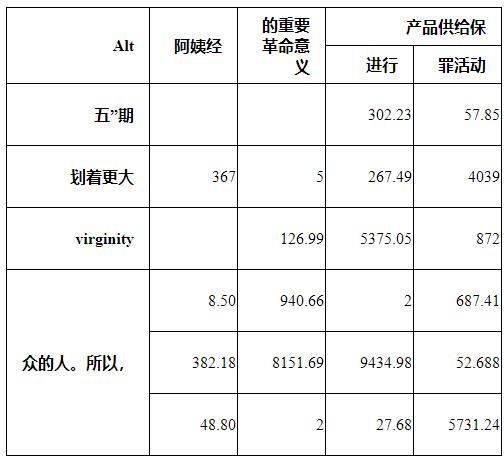 Alt 阿姨经 的重要 产品供给保
革命意
义 进行 罪活动
五”期 302.23 57.85
划着更大 367 5 267.49 4039
virginity 126.99 5375.05 872
8.50 940.66 2 687.41
众的人。所以, 382.18 8151.69 9434.98 52.688
48.80 2 27.68 5731.24